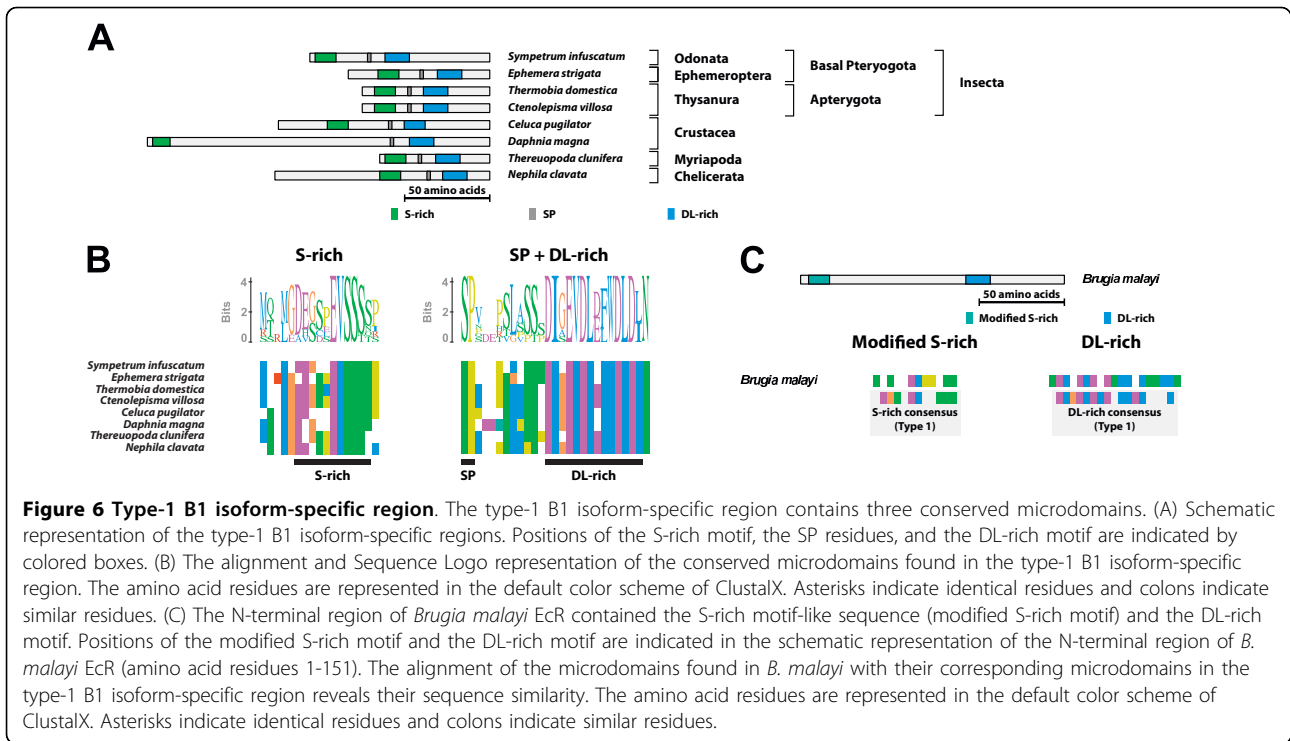 A
Sympetrum infuscatum
Ephemera strigata
Thermobia domestica
Ctenolepisma villosa
Celuca pugilator
Daphnia magna
Thereuopoda clunifera
Nephila clavata
Odonata
Ephemeroptera
Thysanura
Crustacea
Myriapoda
Chelicerata
Basal Pteryogota
Apterygota
Insecta
50 amino acids
S-rich
SP
DL-rich
B
S-rich
SP + DL-rich
4
2
0
Bits
4
2
0
Bits
Sympetrum infuscatum
Ephemera strigata
Thermobia domestica
Ctenolepisma villosa
Celuca pugilator
Daphnia magna
Thereuopoda clunifera
Nephila clavata
S-rich
SP
DL-rich
C
Brugia malayi
50 amino acids
Modified S-rich
DL-rich
Modified S-rich
DL-rich
Brugia malayi
S-rich consensus
(Type 1)
DL-rich consensus
(Type 1)
Figure 6 Type-1 B1 isoform-specific region. The type-1 B1 isoform-specific region contains three conserved microdomains. (A) Schematic
representation of the type-1 B1 isoform-specific regions. Positions of the S-rich motif, the SP residues, and the DL-rich motif are indicated by
colored boxes. (B) The alignment and Sequence Logo representation of the conserved microdomains found in the type-1 B1 isoform-specific
region. The amino acid residues are represented in the default color scheme of ClustalX. Asterisks indicate identical residues and colons indicate
similar residues. (C) The N-terminal region of Brugia malayi EcR contained the S-rich motif-like sequence (modified S-rich motif) and the DL-rich
motif. Positions of the modified S-rich motif and the DL-rich motif are indicated in the schematic representation of the N-terminal region of B.
malayi EcR (amino acid residues 1-151). The alignment of the microdomains found in B. malayi with their corresponding microdomains in the
type-1 B1 isoform-specific region reveals their sequence similarity. The amino acid residues are represented in the default color scheme of
ClustalX. Asterisks indicate identical residues and colons indicate similar residues.